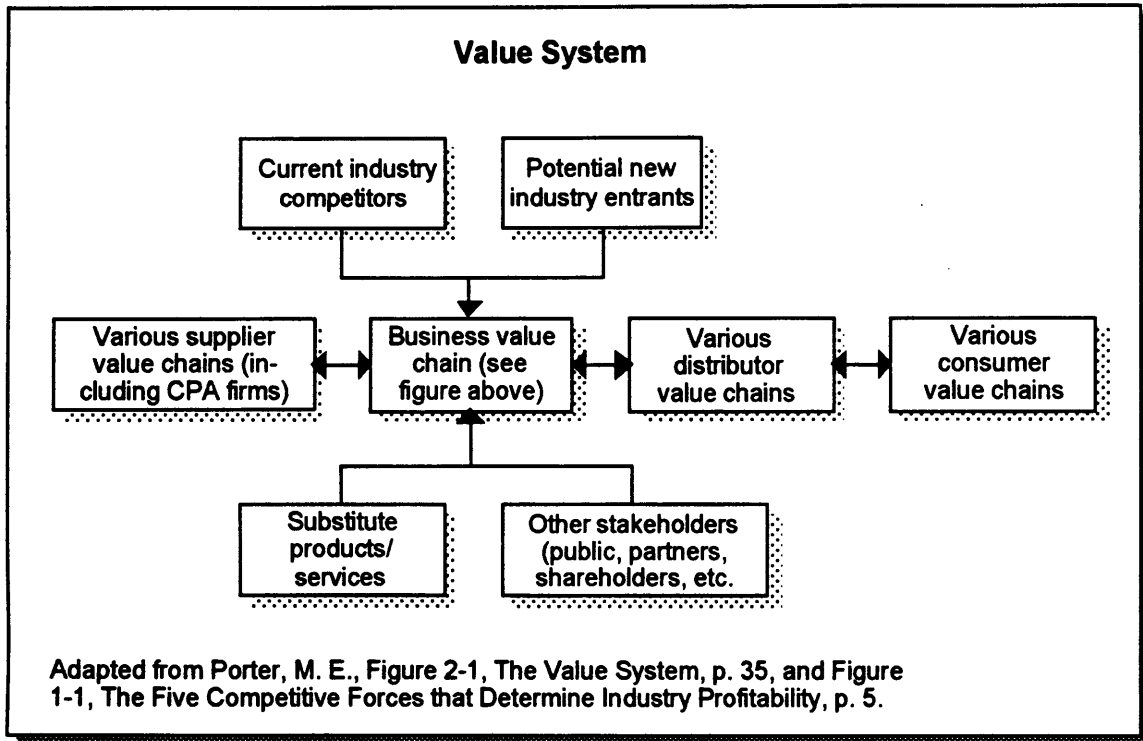 Value System
Current industry
competitors
Potential new
industry entrants
Various supplier
value chains (in-
cluding CPA firms)
Business value
chain (see
figure above)
Various
distributor
value chains
Various
consumer
value chains
Substitute
products/
services
Other stakeholders
(public, partners,
shareholders, etc.
Adapted from Porter, M. E., Figure 2-1, The Value System, p. 35, and Figure
1-1, The Five Competitive Forces that Determine Industry Profitability, p. 5.